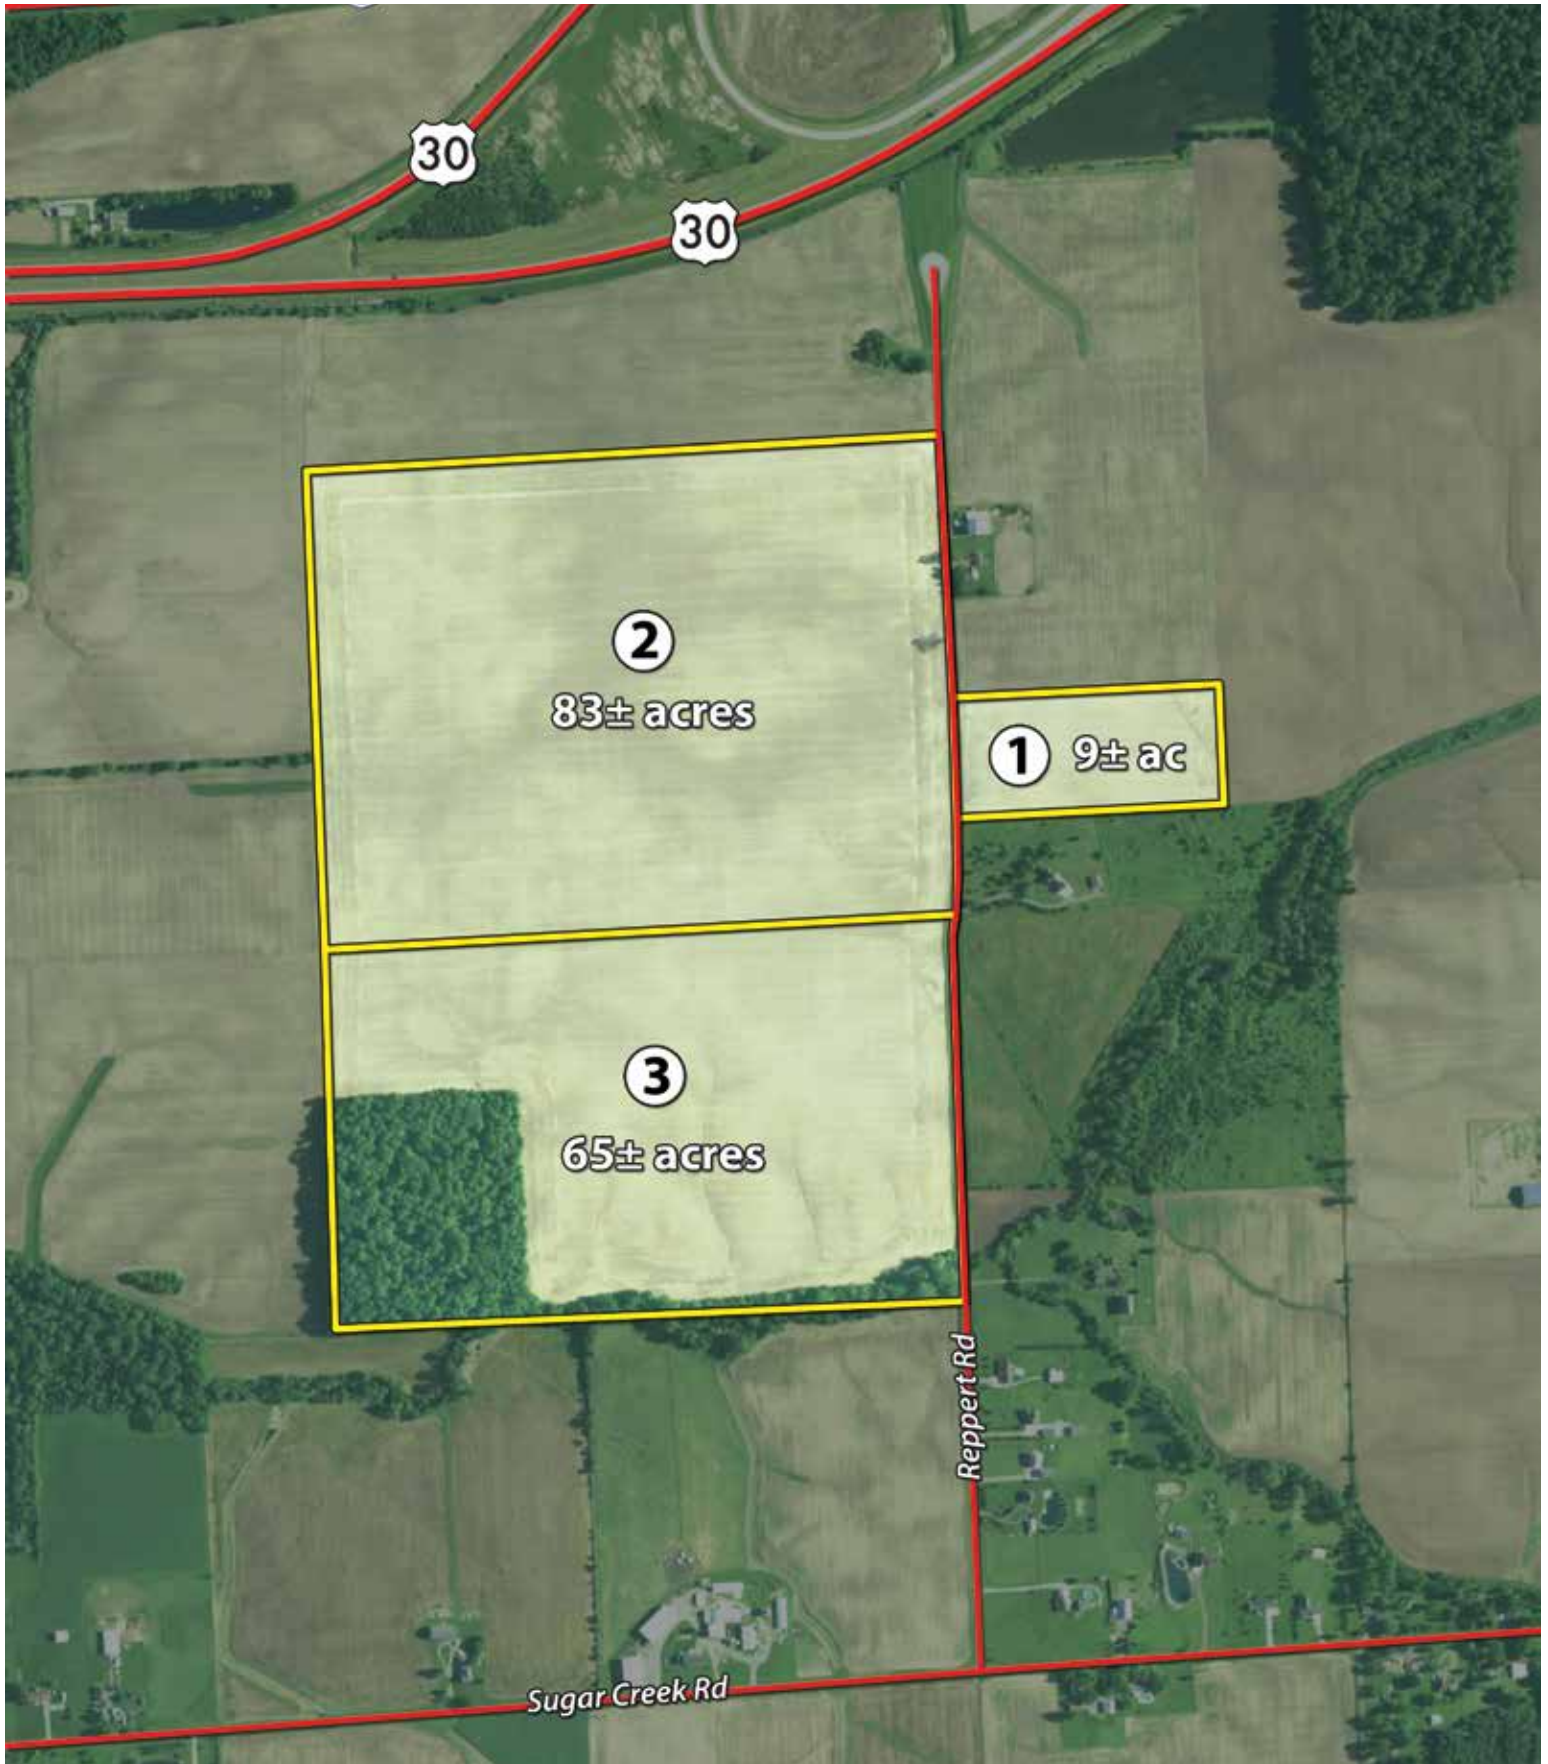 30
30
2
83± acres
1 9± ac
3
65± acres
Reppert Rd
Sugar Creek Rd